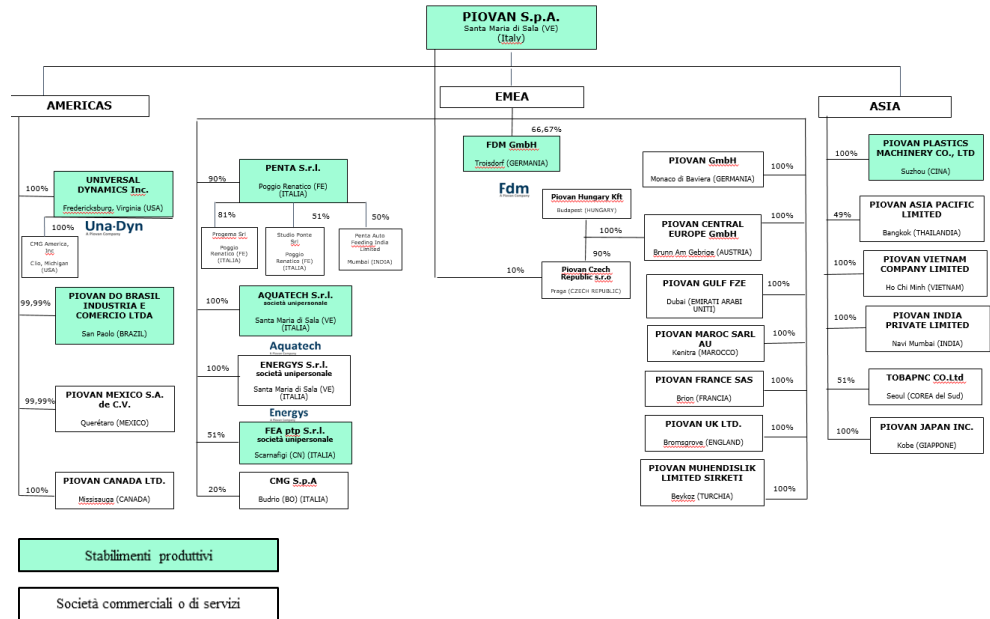 PIOVAN S.p.A.
Santa Maria di Sala (VE)
(Italy)
AMERICAS
EMEA
ASIA
100%
UNIVERSAL
DYNAMICS Inc.
Fredericksburg, Virginia (USA)
100%
Una-Dyn
A Piovan Company
CMG America,
Inc
Clio, Michigan
(USA)
99,99%
PIOVAN DO BRASIL
INDUSTRIA E
COMERCIO LTDA
San Paolo (BRAZIL)
99,99%
PIOVAN MEXICO S.A.
de C.V.
Querétaro (MEXICO)
100%
PIOVAN CANADA LTD.
Missisauga (CANADA)
90%
PENTA S.r.l.
Poggio Renatico (FE)
(ITALIA)
81%
Progema Srl
Poggio
Renatico (FE)
(ITALIA)
51%
Studio Ponte
Srl
Poggio
Renatico (FE)
(ITALIA)
50%
Penta Auto
Feeding India
Limited
Mumbai (INDIA)
100%
AQUATECH S.r.l.
società unipersonale
Santa Maria di Sala (VE)
(ITALIA)
Aquatech
A Piovan Company
100%
ENERGYS S.r.l.
società unipersonale
Santa Maria di Sala (VE)
(ITALIA)
Energys
A Piovan Company
51%
FEA ptp S.r.l.
società unipersonale
Scarnafigi (CN) (ITALIA)
20%
CMG S.p.A
Budrio (BO) (ITALIA)
66,67%
FDM GmbH
Troisdorf (GERMANIA)
Fdm
Piovan Hungary Kft
Budapest (HUNGARY)
100%
90%
10%
Piovan Czech
Republic s.r.o
Praga (CZECH REPUBLIC)
PIOVAN GmbH
Monaco di Baviera (GERMANIA)
100%
PIOVAN CENTRAL
EUROPE GmbH
Brunn Am Gebrige (AUSTRIA)
100%
PIOVAN GULF FZE
Dubai (EMIRATI ARABI
UNITI)
100%
PIOVAN MAROC SARL
AU
Kenitra (MAROCCO)
100%
PIOVAN FRANCE SAS
Brion (FRANCIA)
100%
PIOVAN UK LTD.
Bromsgrove (ENGLAND)
100%
PIOVAN MUHENDISLIK
LIMITED SIRKETI
Beykoz (TURCHIA)
100%
100%
PIOVAN PLASTICS
MACHINERY CO., LTD
Suzhou (CINA)
49%
PIOVAN ASIA PACIFIC
LIMITED
Bangkok (THAILANDIA)
100%
PIOVAN VIETNAM
COMPANY LIMITED
Ho Chi Minh (VIETNAM)
100%
PIOVAN INDIA
PRIVATE LIMITED
Navi Mumbai (INDIA)
51%
TOBAPNC CO.Ltd
Seoul (COREA del Sud)
100%
PIOVAN JAPAN INC.
Kobe (GIAPPONE)
Stabilimenti produttivi
Società commerciali o di servizi